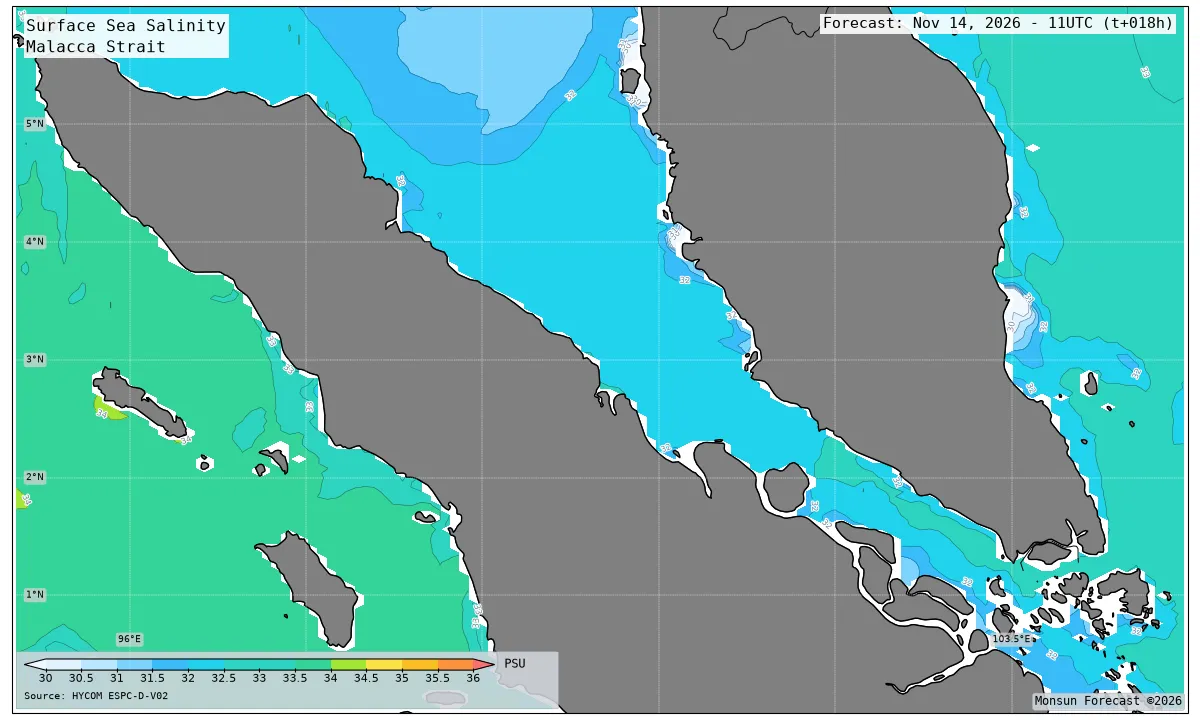 Surface Sea Salinity
Malacca Strait
Forecast: Nov 14, 2026 - 11UTC (t+018h)
5°N
4°N
3°N
2°N
1°N
96°E
103.5°E
30 30.5 31 31.5 32 32.5 33 33.5 34 34.5 35 35.5 36
PSU
Source: HYCOM ESPC-D-V02
Monsun Forecast ©2026